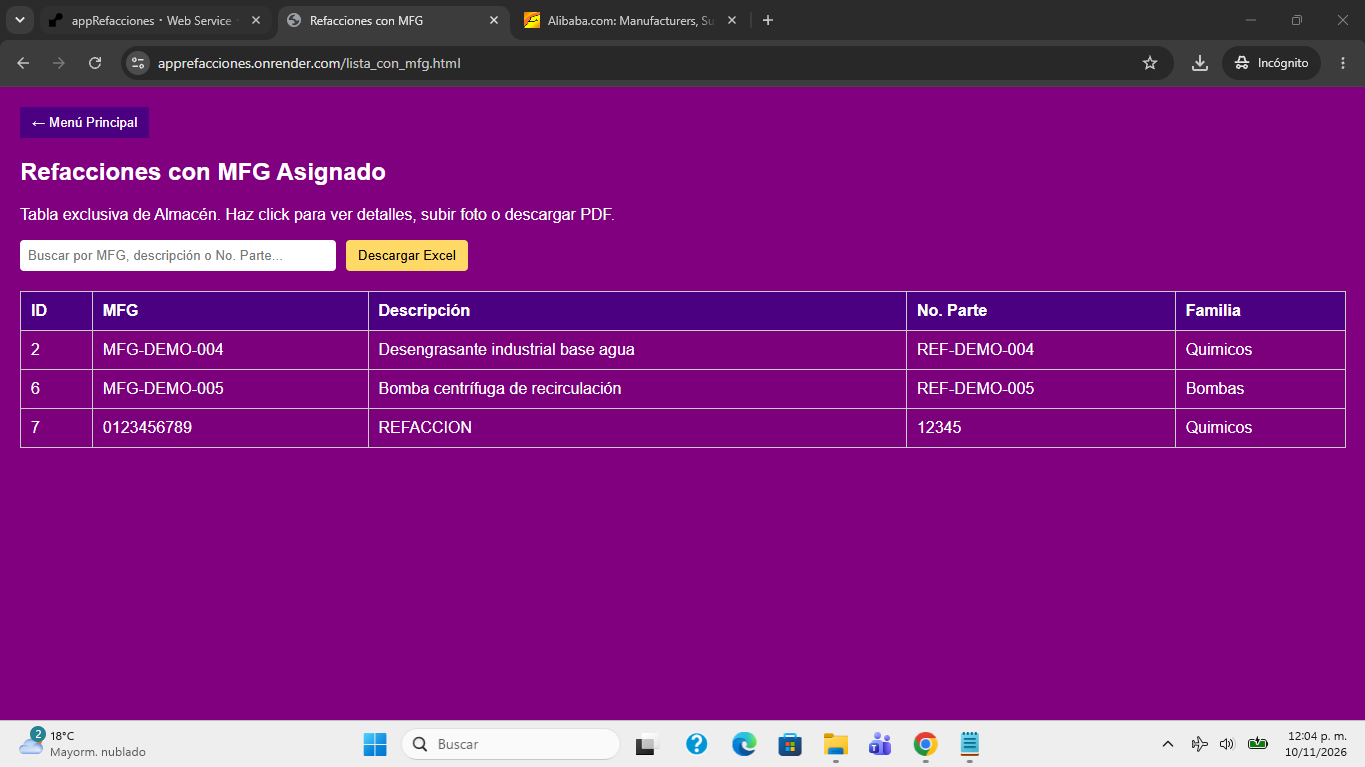 appRefacciones · Web Service
Refacciones con MFG
Alibaba.com: Manufacturers, Su
apprefacciones.onrender.com/lista_con_mfg.html
Incógnito
← Menú Principal
Refacciones con MFG Asignado
Tabla exclusiva de Almacén. Haz click para ver detalles, subir foto o descargar PDF.
Buscar por MFG, descripción o No. Parte...
Descargar Excel
ID MFG Descripción No. Parte Familia
2 MFG-DEMO-004 Desengrasante industrial base agua REF-DEMO-004 Quimicos
6 MFG-DEMO-005 Bomba centrífuga de recirculación REF-DEMO-005 Bombas
7 0123456789 REFACCION 12345 Quimicos
2
18°C
Mayorm. nublado
Buscar
12:04 p. m.
10/11/2026